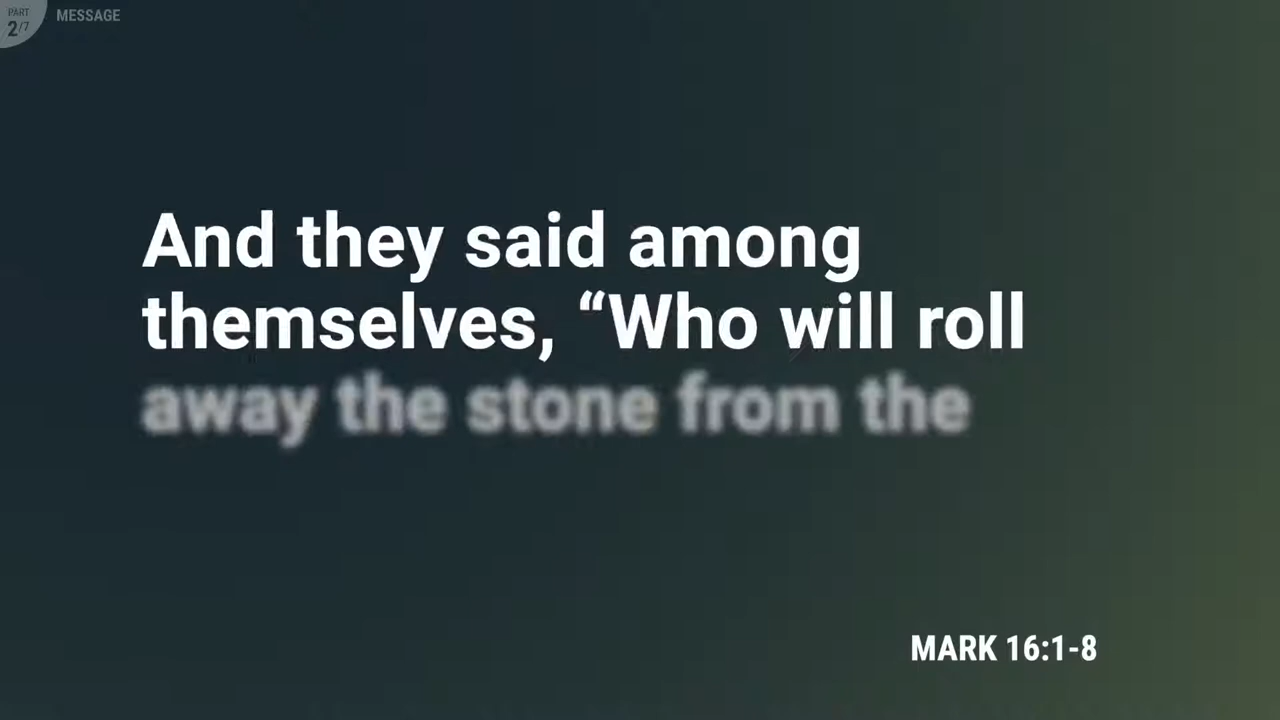 PART
2/7
MESSAGE
And they said among
themselves, “Who will roll
away the stone from the
MARK 16:1-8